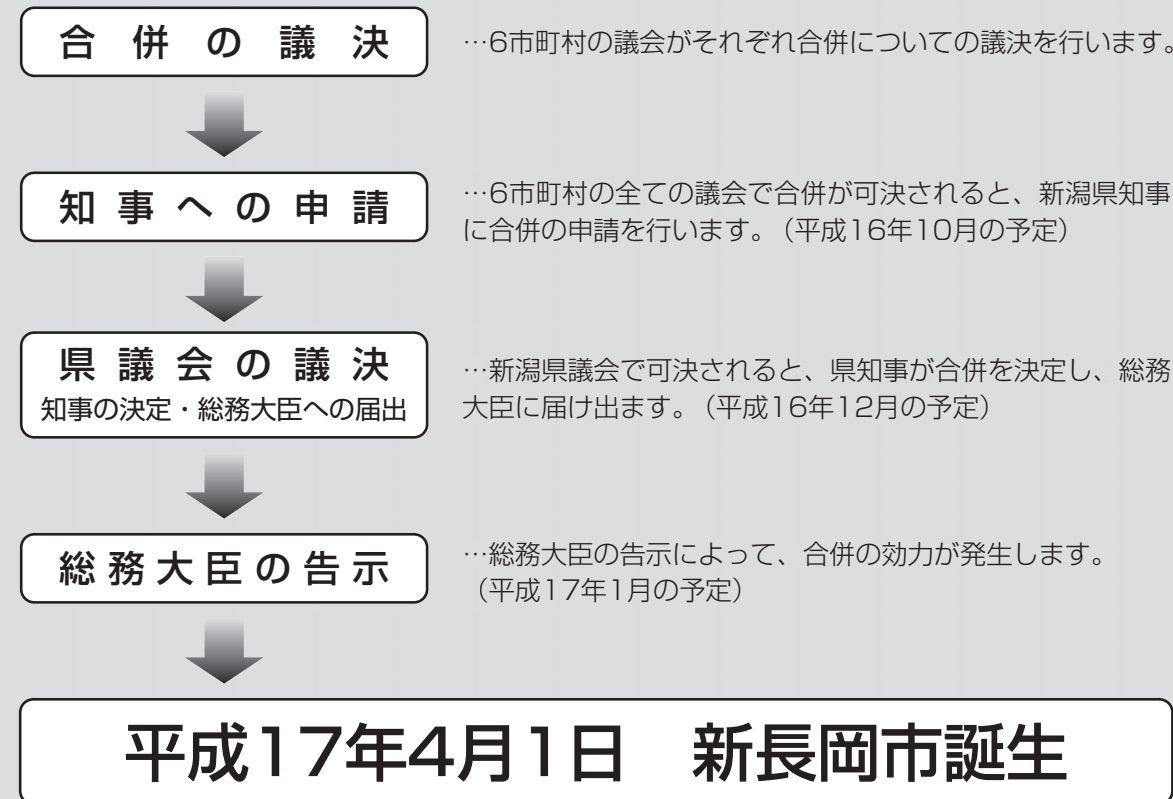 合併の議決
…6市町村の議会がそれぞれ合併についての議決を行います。
知事への申請
…6市町村の全ての議会で合併が可決されると、新潟県知事
に合併の申請を行います。（平成16年10月の予定）
県議会の議決
知事の決定・総務大臣への届出
…新潟県議会で可決されると、県知事が合併を決定し、総務
大臣に届け出ます。（平成16年12月の予定）
総務大臣の告示
…総務大臣の告示によって、合併の効力が発生します。
（平成17年1月の予定）
平成17年4月1日　新長岡市誕生